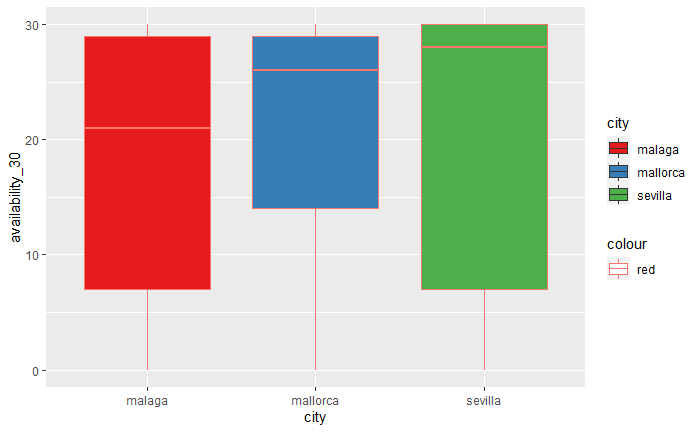 availability_30
30
20
10
0
malaga mallorca sevilla
city
city
malaga
mallorca
sevilla
colour
red